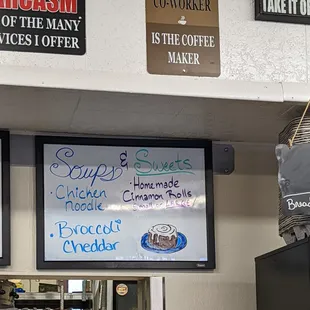 SARCASM
OF THE MANY
VICES I OFFER
CO-WORKER
IS THE COFFEE
MAKER
TAKE IT
Soups & Sweets
• Chicken
Noodle
• Broccoli
Cheddar
• Homemade
Cinnamon Rolls